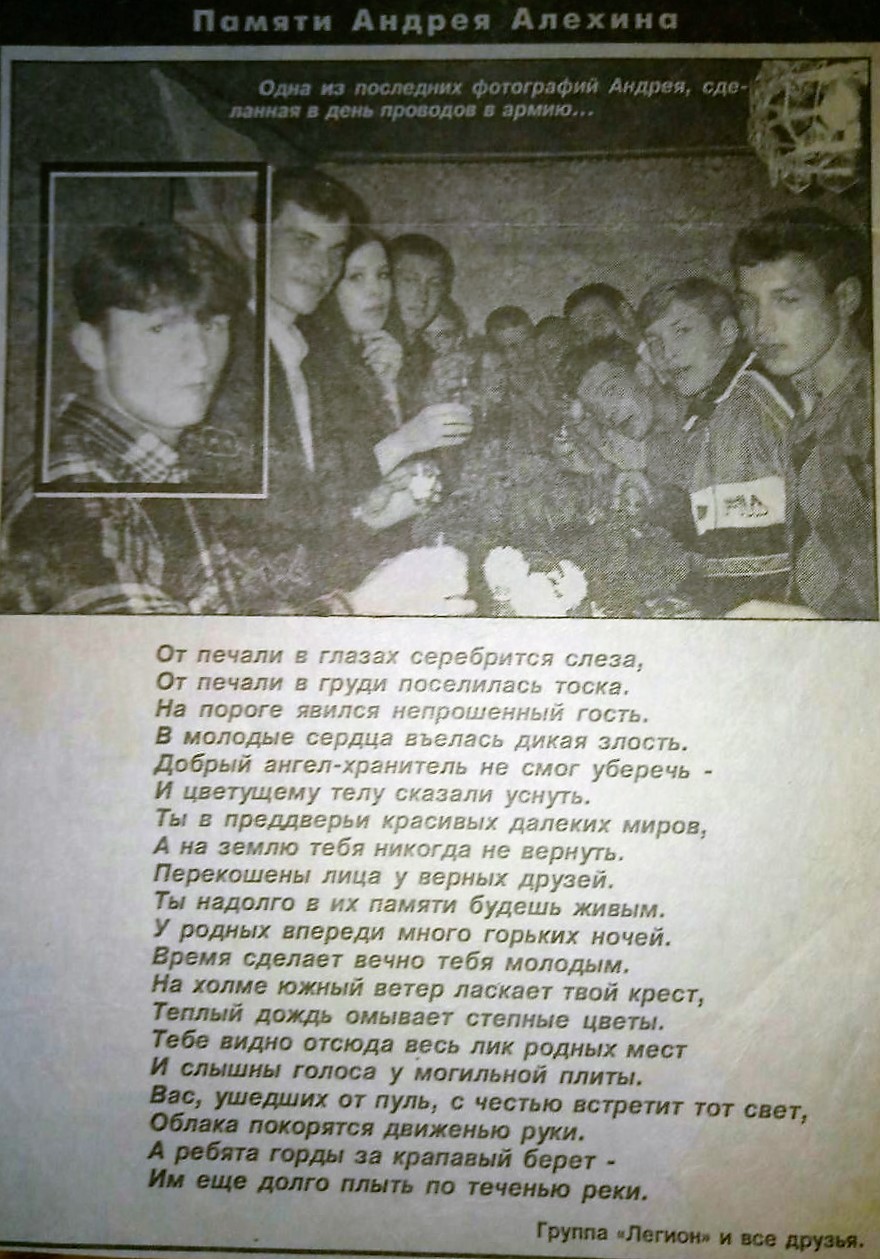 Памяти Андрея Алехина
Одна из последних фотографий Андрея, сде-
ланная в день проводов в армию...
От печали в глазах серебрится слеза,
От печали в груди поселилась тоска.
На пороге явился непрошенный гость.
В молодые сердца въелась дикая злость.
Добрый ангел-хранитель не смог уберечь -
И цветущему телу сказали уснуть.
Ты в преддверьи красивых далеких миров,
А на землю тебя никогда не вернуть.
Перекошены лица у верных друзей.
Ты надолго в их памяти будешь живым.
У родных впереди много горьких ночей.
Время сделает вечно тебя молодым.
На холме южный ветер ласкает твой крест,
Теплый дождь омывает степные цветы.
Тебе видно отсюда весь лик родных мест
И слышны голоса у могильной плиты.
Вас, ушедших от пуль, с честью встретит тот свет,
Облака покорятся движенью руки.
А ребята горды за крапавый берет -
Им еще долго плыть по теченью реки.
Группа «Легион» и все друзья.